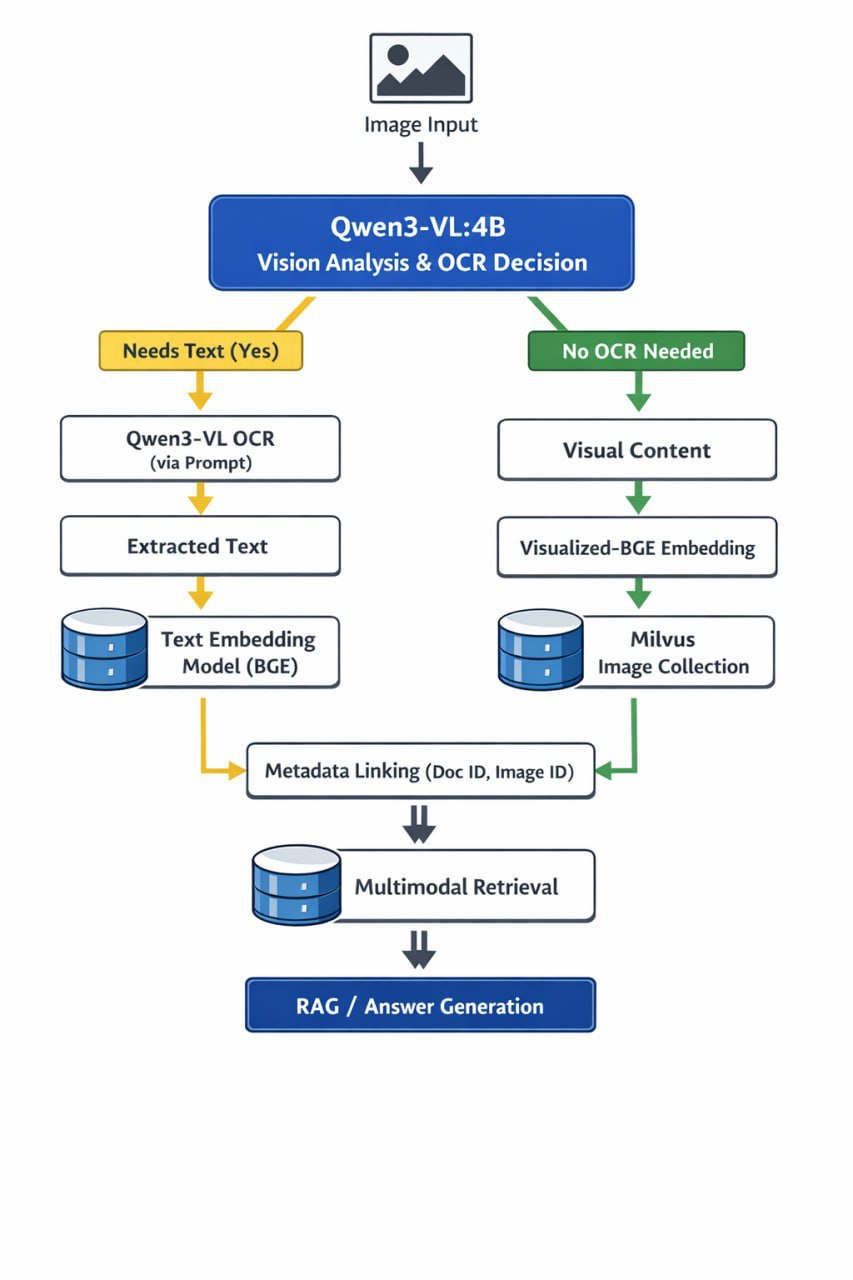 Image Input
Qwen3-VL:4B
Vision Analysis & OCR Decision
Needs Text (Yes)
No OCR Needed
Qwen3-VL OCR
(via Prompt)
Visual Content
Extracted Text
Visualized-BGE Embedding
Text Embedding
Model (BGE)
Milvus
Image Collection
Metadata Linking (Doc ID, Image ID)
Multimodal Retrieval
RAG / Answer Generation